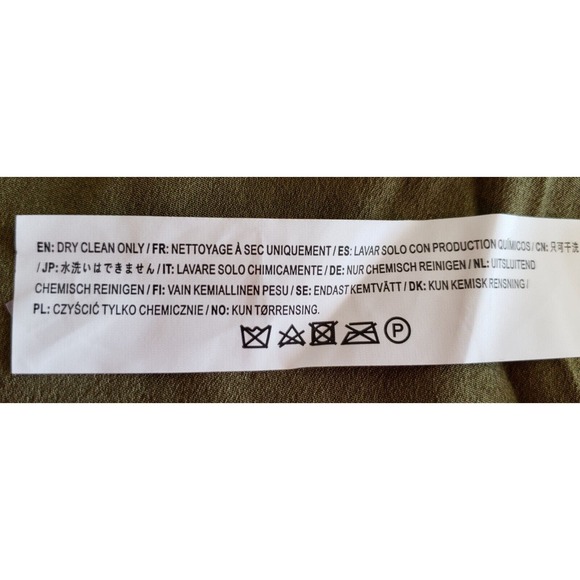 EN: DRY CLEAN ONLY / FR: NETTOYAGE À SEC UNIQUEMENT / ES: LAVAR SOLO CON PRODUCTION QUÍMICOS / CN: 只可干洗
/ JP: 水洗いはできません / IT: LAVARE SOLO CHIMICAMENTE / DE: NUR CHEMISCH REINIGEN / NL: UITSLUITEND
CHEMISCH REINIGEN / FI: VAIN KEMIALLINEN PESU / SE: ENDAST KEMTVÄTT / DK: KUN KEMISK RENSNING /
PL: CZYŚCIĆ TYLKO CHEMICZNIE / NO: KUN TØRRENSING.
P